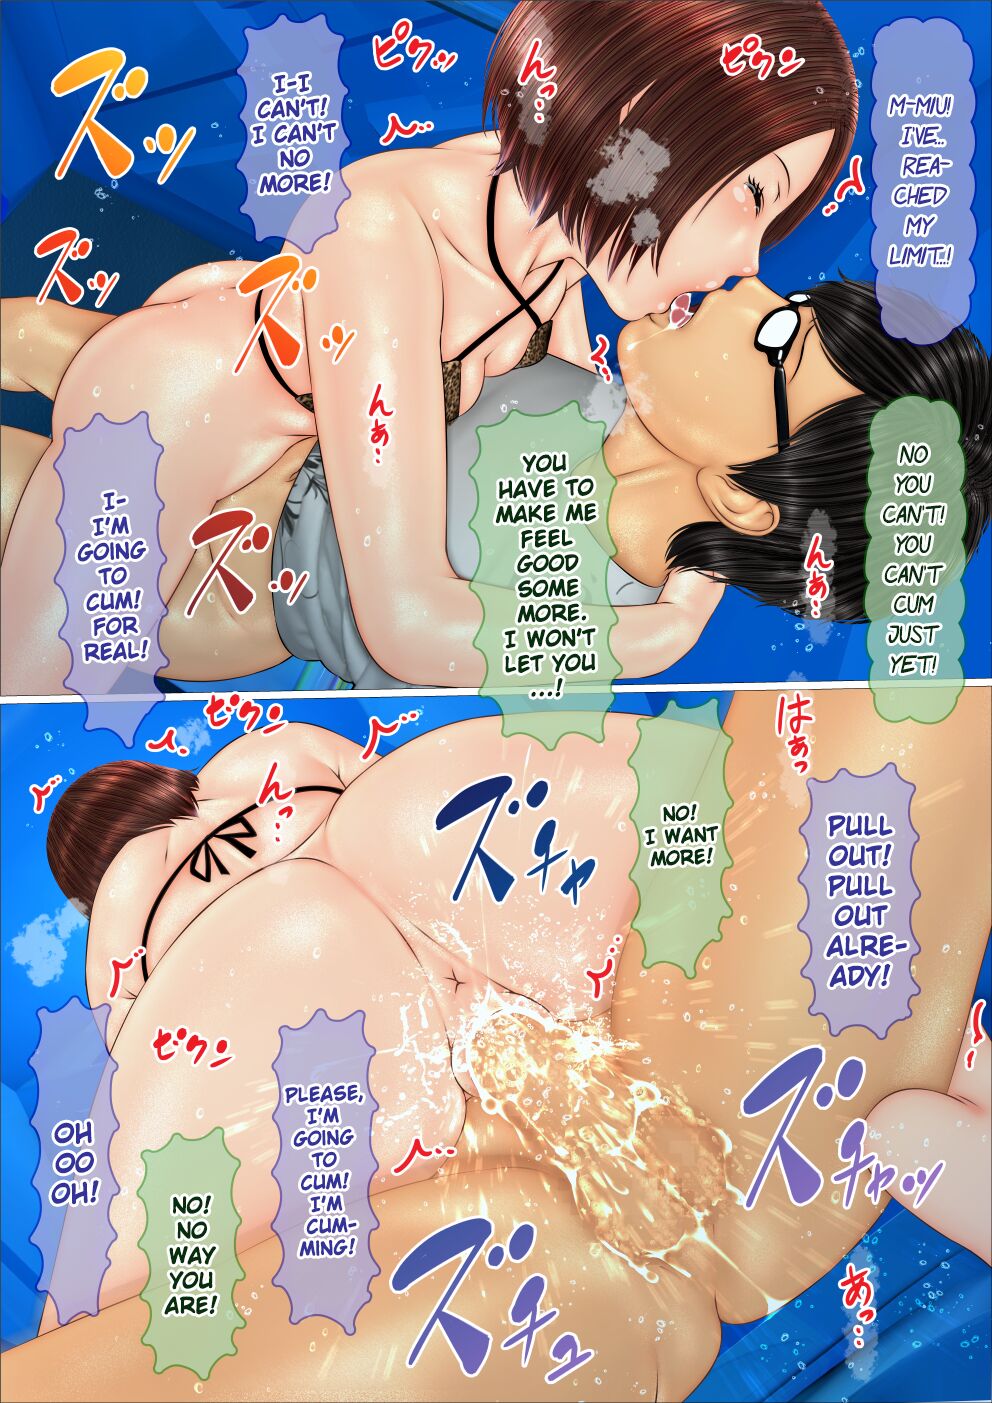 M-MIU!
I'VE..
REA-
CHED
MY
LIMIT...!
I-I
CAN'T!
I CAN'T
NO
MORE!
NO
YOU
CAN'T!
YOU
CAN'T
CUM
JUST
YET!
YOU
HAVE TO
MAKE ME
FEEL
GOOD
SOME
MORE.
I WON'T
LET YOU
...!
I-
I'M
GOING
TO
CUM!
FOR
REAL!
ピクッ
ピクン
んっ…
ズッ
ズッ
ズッ
ズッ
んあ…
んあ…
PULL
OUT!
PULL
OUT
ALRE-
ADY!
NO!
I WANT
MORE!
PLEASE,
I'M
GOING
TO
CUM!
I'M
CUM-
MING!
NO!
NO
WAY
YOU
ARE!
OH
OO
OH!
はあっ
ビクン
んっ…
ズチャ
ビクン
ズチャッ
ズチュ
あっ…